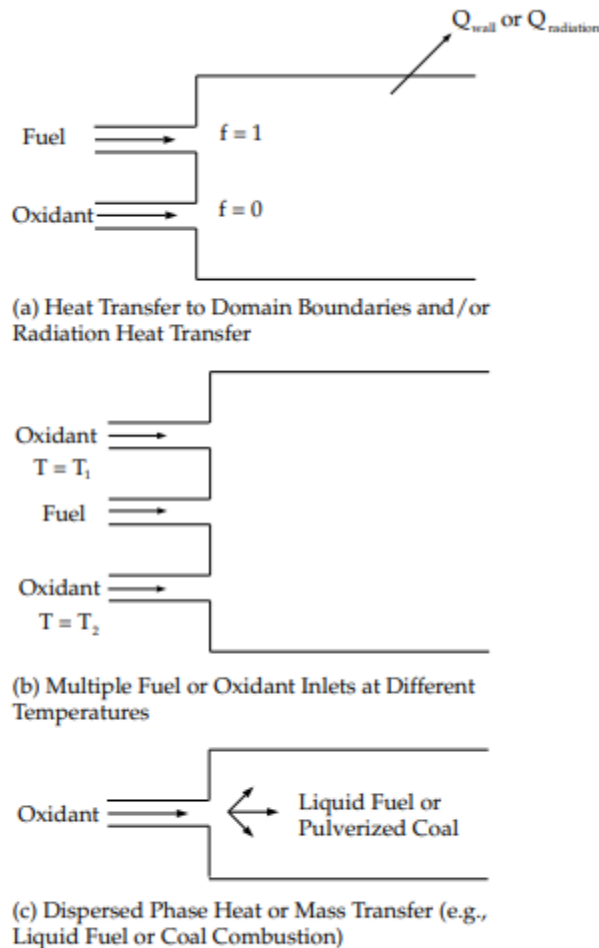 Q_wall or Q_radiation
Fuel
f = 1
Oxidant
f = 0
(a) Heat Transfer to Domain Boundaries and/or
Radiation Heat Transfer
Oxidant
T = T_1
Fuel
Oxidant
T = T_2
(b) Multiple Fuel or Oxidant Inlets at Different
Temperatures
Oxidant
Liquid Fuel or
Pulverized Coal
(c) Dispersed Phase Heat or Mass Transfer (e.g.,
Liquid Fuel or Coal Combustion)